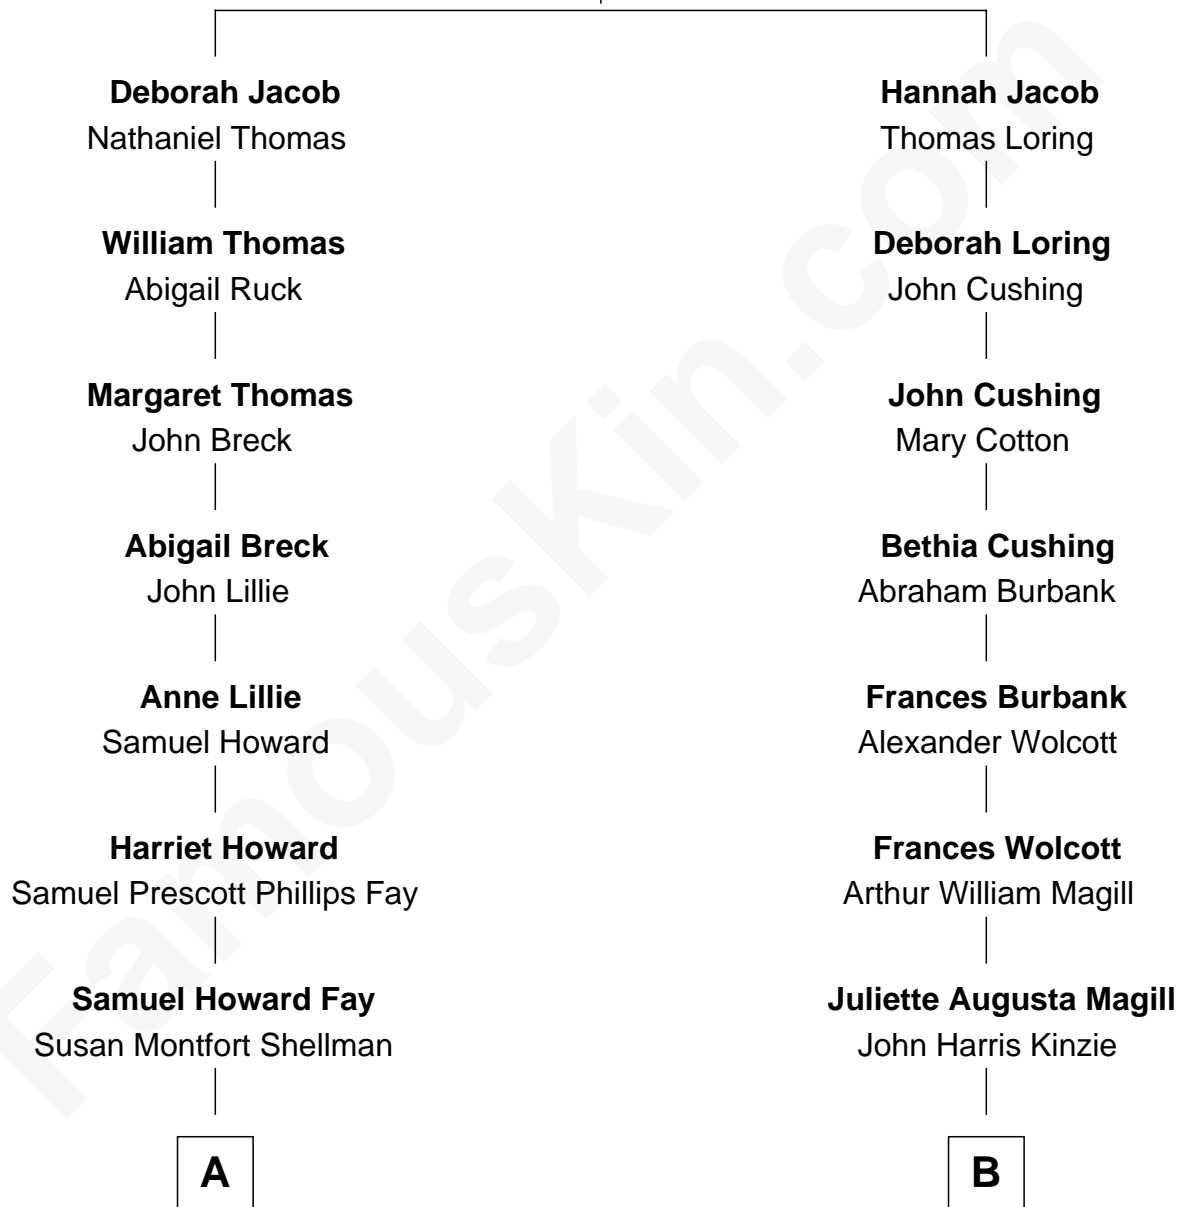 Deborah Jacob
Nathaniel Thomas
William Thomas
Abigail Ruck
Margaret Thomas
John Breck
Abigail Breck
John Lillie
Anne Lillie
Samuel Howard
Harriet Howard
Samuel Prescott Phillips Fay
Samuel Howard Fay
Susan Montfort Shellman
A
Hannah Jacob
Thomas Loring
Deborah Loring
John Cushing
John Cushing
Mary Cotton
Bethia Cushing
Abraham Burbank
Frances Burbank
Alexander Wolcott
Frances Wolcott
Arthur William Magill
Juliette Augusta Magill
John Harris Kinzie
B
FamousKin.com